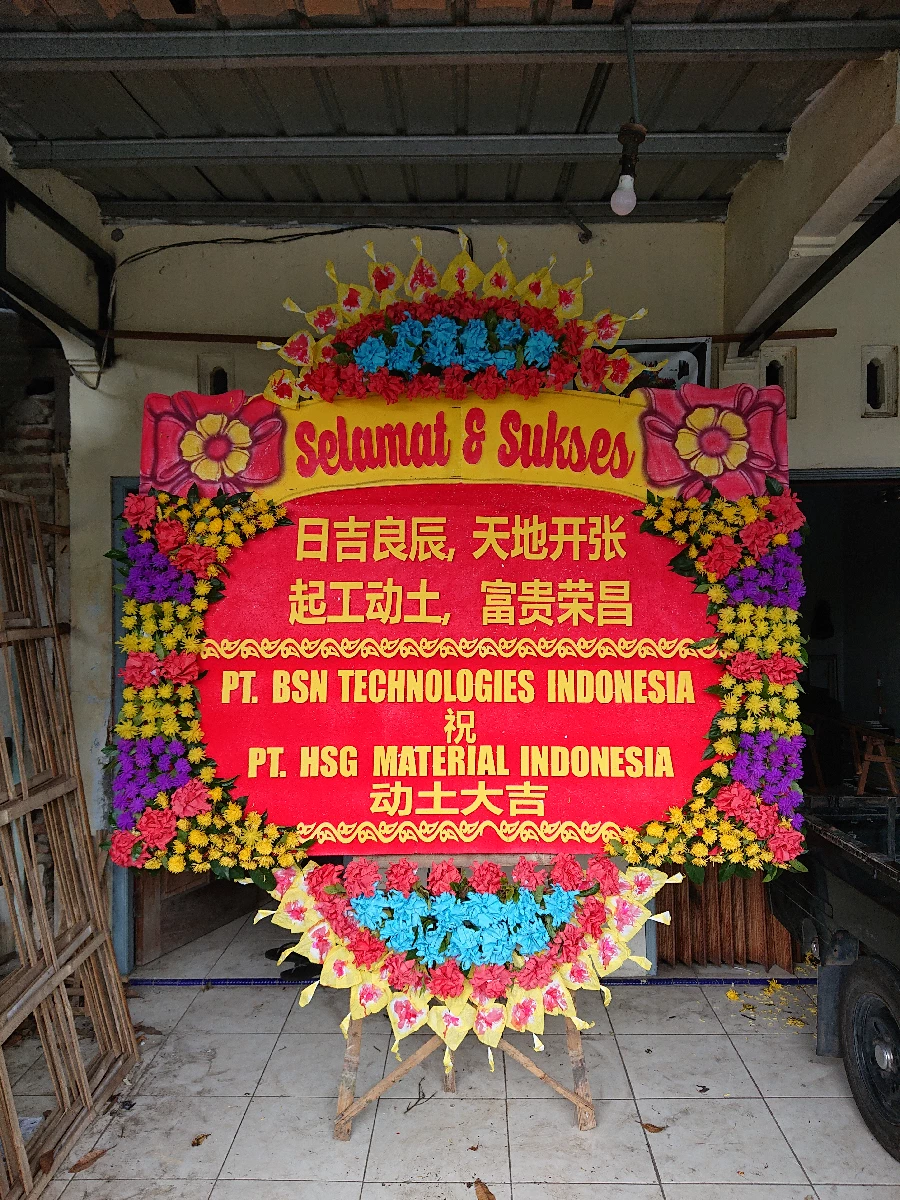 Selamat & Sukses
日吉良辰, 天地开张
起工动土, 富贵荣昌
PT. BSN TECHNOLOGIES INDONESIA
祝
PT. HSG MATERIAL INDONESIA
动土大吉